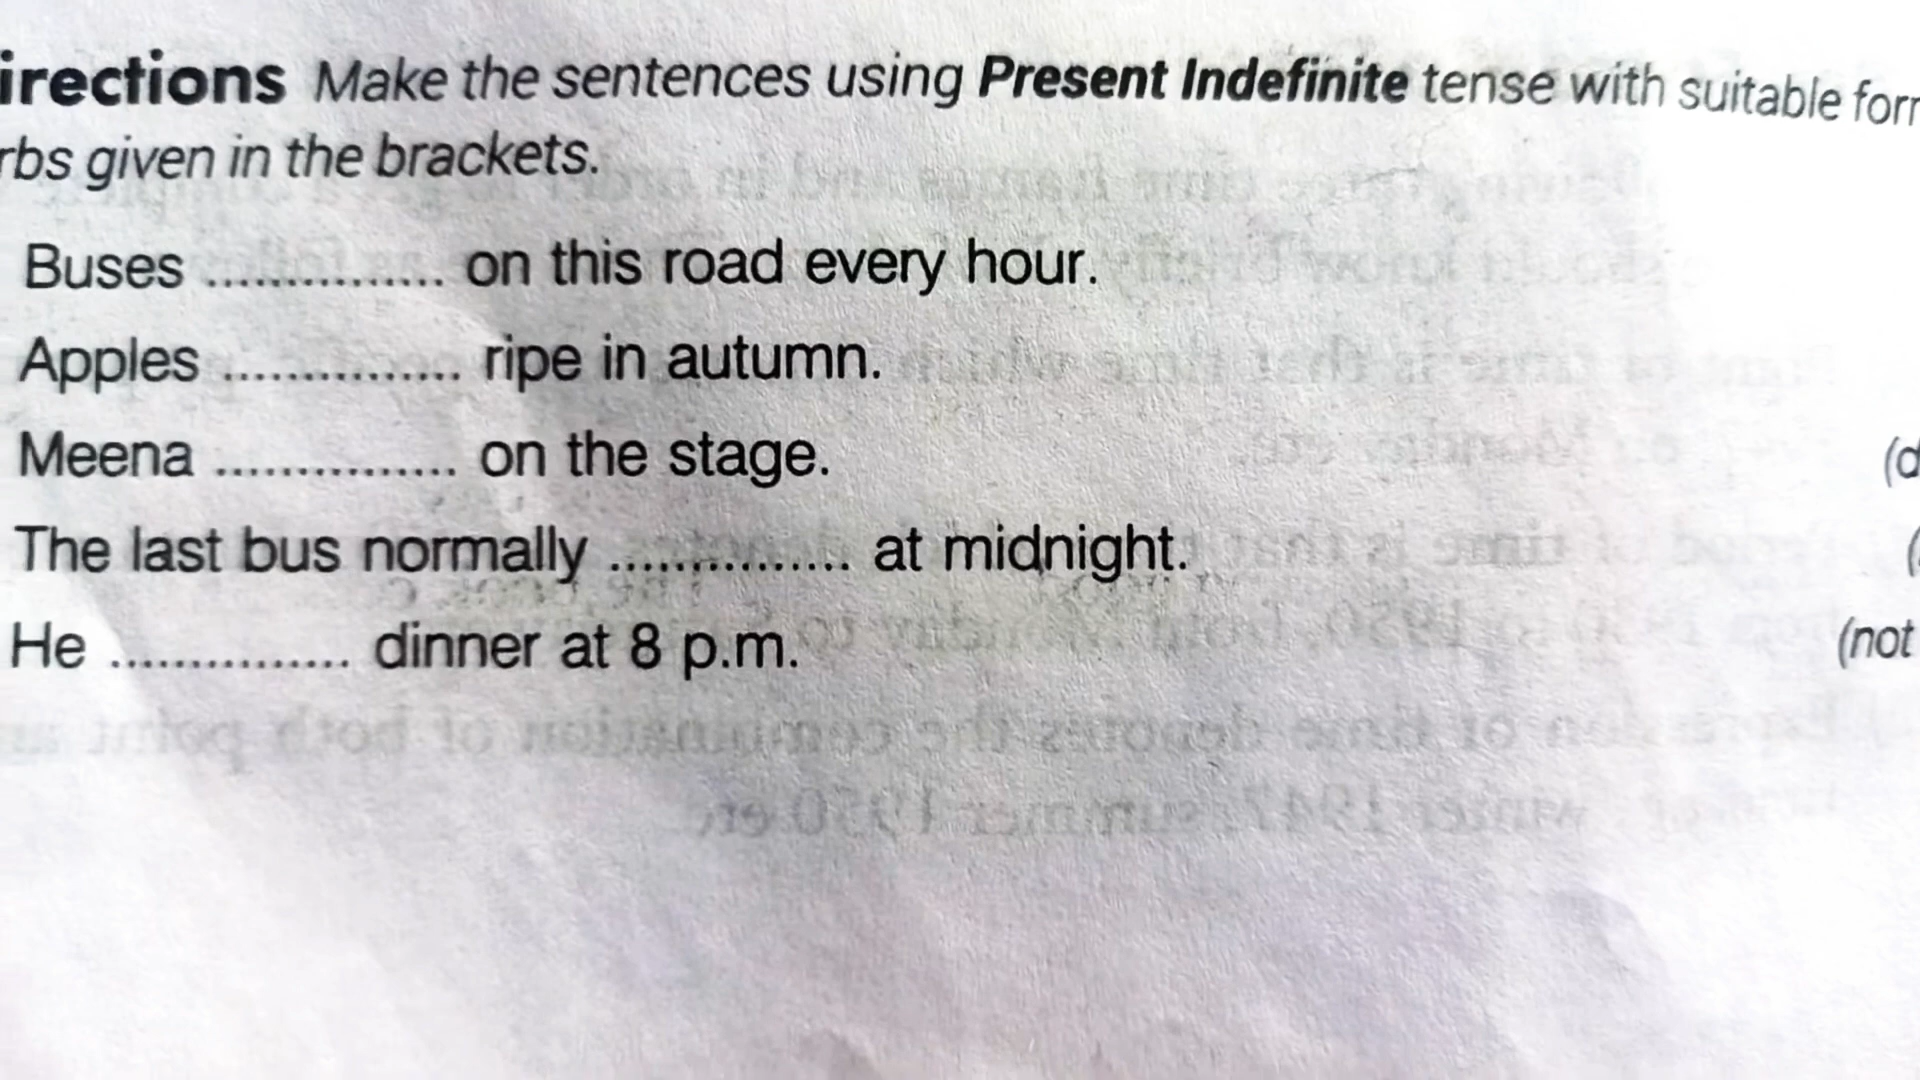 irections Make the sentences using Present Indefinite tense with suitable for
rbs given in the brackets.
Buses ............... on this road every hour.
Apples ............... ripe in autumn.
Meena ............... on the stage. (d
The last bus normally ............... at midnight. (
He ............... dinner at 8 p.m. (not